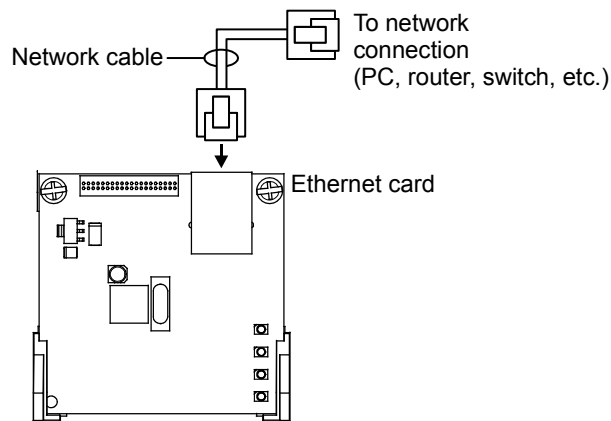 To network
connection
(PC, router, switch, etc.)
Network cable
Ethernet card